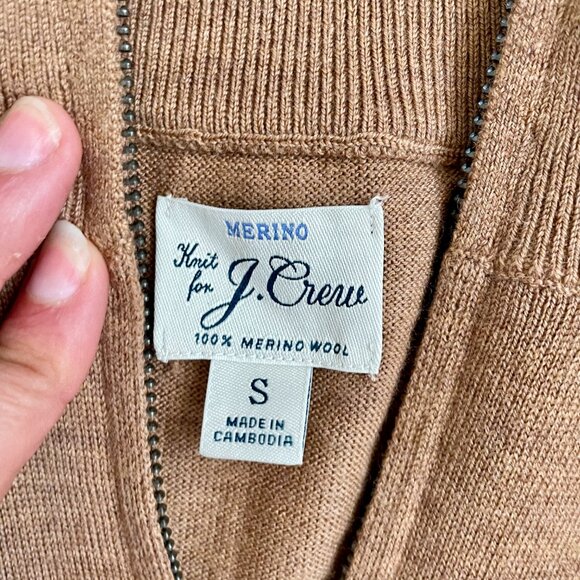 MERINO
Knit for J.Crew
100% MERINO WOOL
S
MADE IN
CAMBODIA